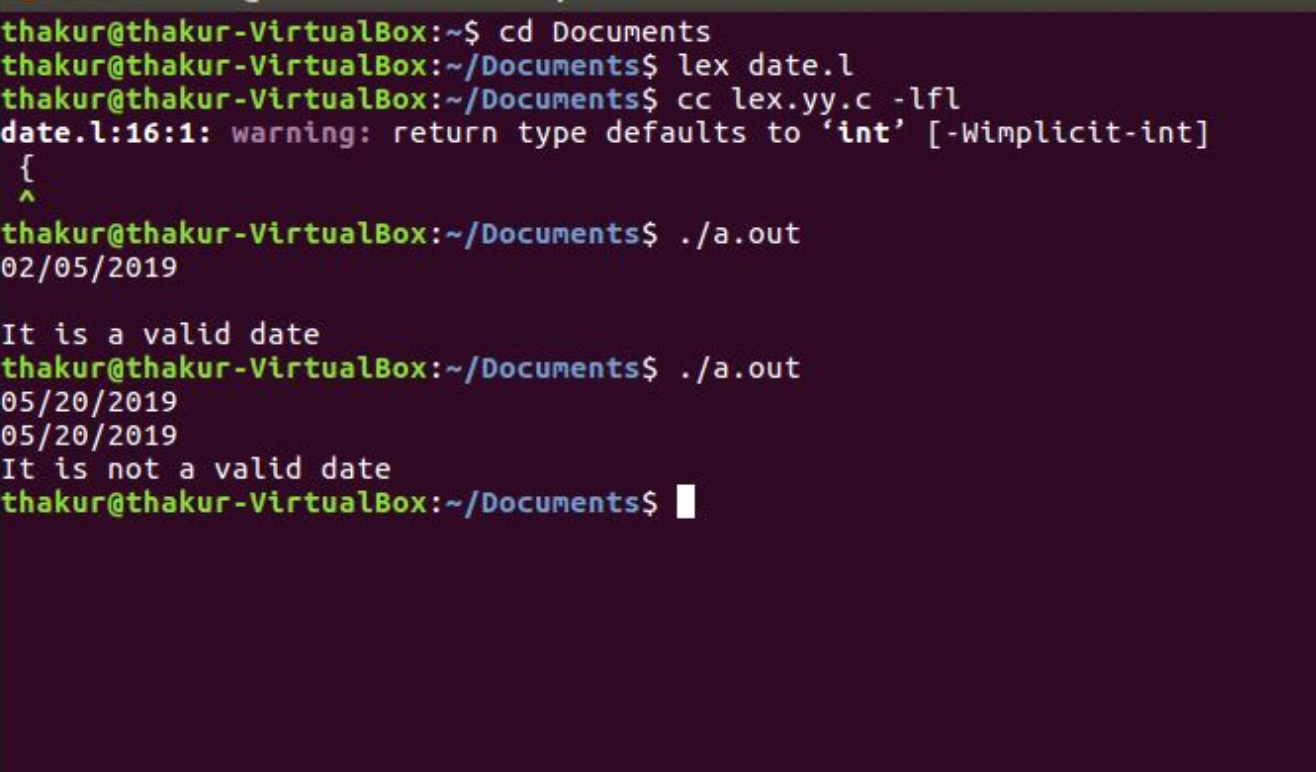 thakur@thakur-VirtualBox:~$ cd Documents
thakur@thakur-VirtualBox:~/Documents$ lex date.l
thakur@thakur-VirtualBox:~/Documents$ cc lex.yy.c -lfl
date.l:16:1: warning: return type defaults to ‘int’ [-Wimplicit-int]
 {
 ^
thakur@thakur-VirtualBox:~/Documents$ ./a.out
02/05/2019

It is a valid date
thakur@thakur-VirtualBox:~/Documents$ ./a.out
05/20/2019
05/20/2019
It is not a valid date
thakur@thakur-VirtualBox:~/Documents$